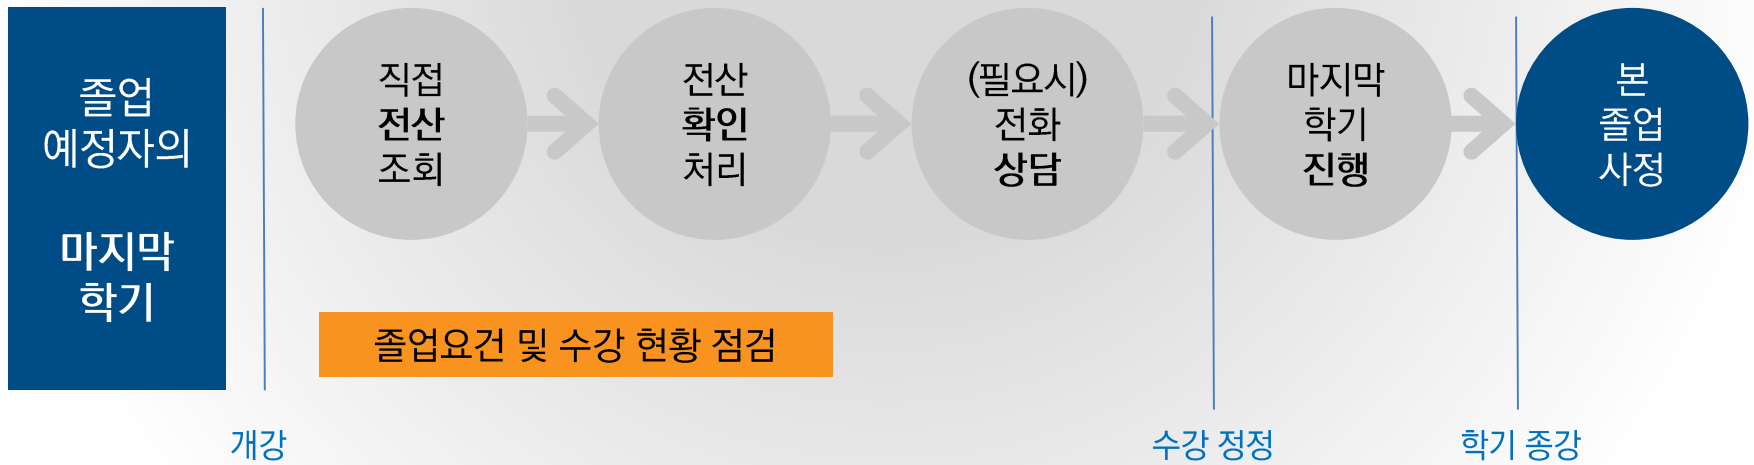 졸업
예정자의
마지막
학기
직접
전산
조회
전산
확인
처리
(필요시)
전화
상담
마지막
학기
진행
본
졸업
사정
졸업요건 및 수강 현황 점검
개강
수강 정정
학기 종강